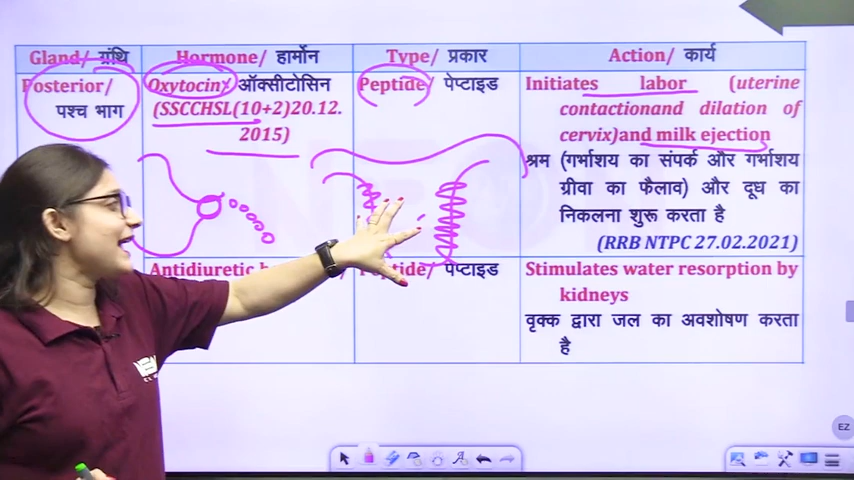 Gland/ ग्रंथि
Hormone/ हार्मोन
Type/ प्रकार
Action/ कार्य
Posterior/
पश्च भाग
Oxytocin/ ऑक्सीटोसिन
(SSCCHSL(10+2)20.12.
2015)
Peptide/ पेप्टाइड
Initiates labor (uterine
contactionand dilation of
cervix)and milk ejection
श्रम (गर्भाशय का संपर्क और गर्भाशय
ग्रीवा का फैलाव) और दूध का
निकलना शुरू करता है
(RRB NTPC 27.02.2021)
Antidiuretic
Peptide/ पेप्टाइड
Stimulates water resorption by
kidneys
वृक्क द्वारा जल का अवशोषण करता
है
EZ